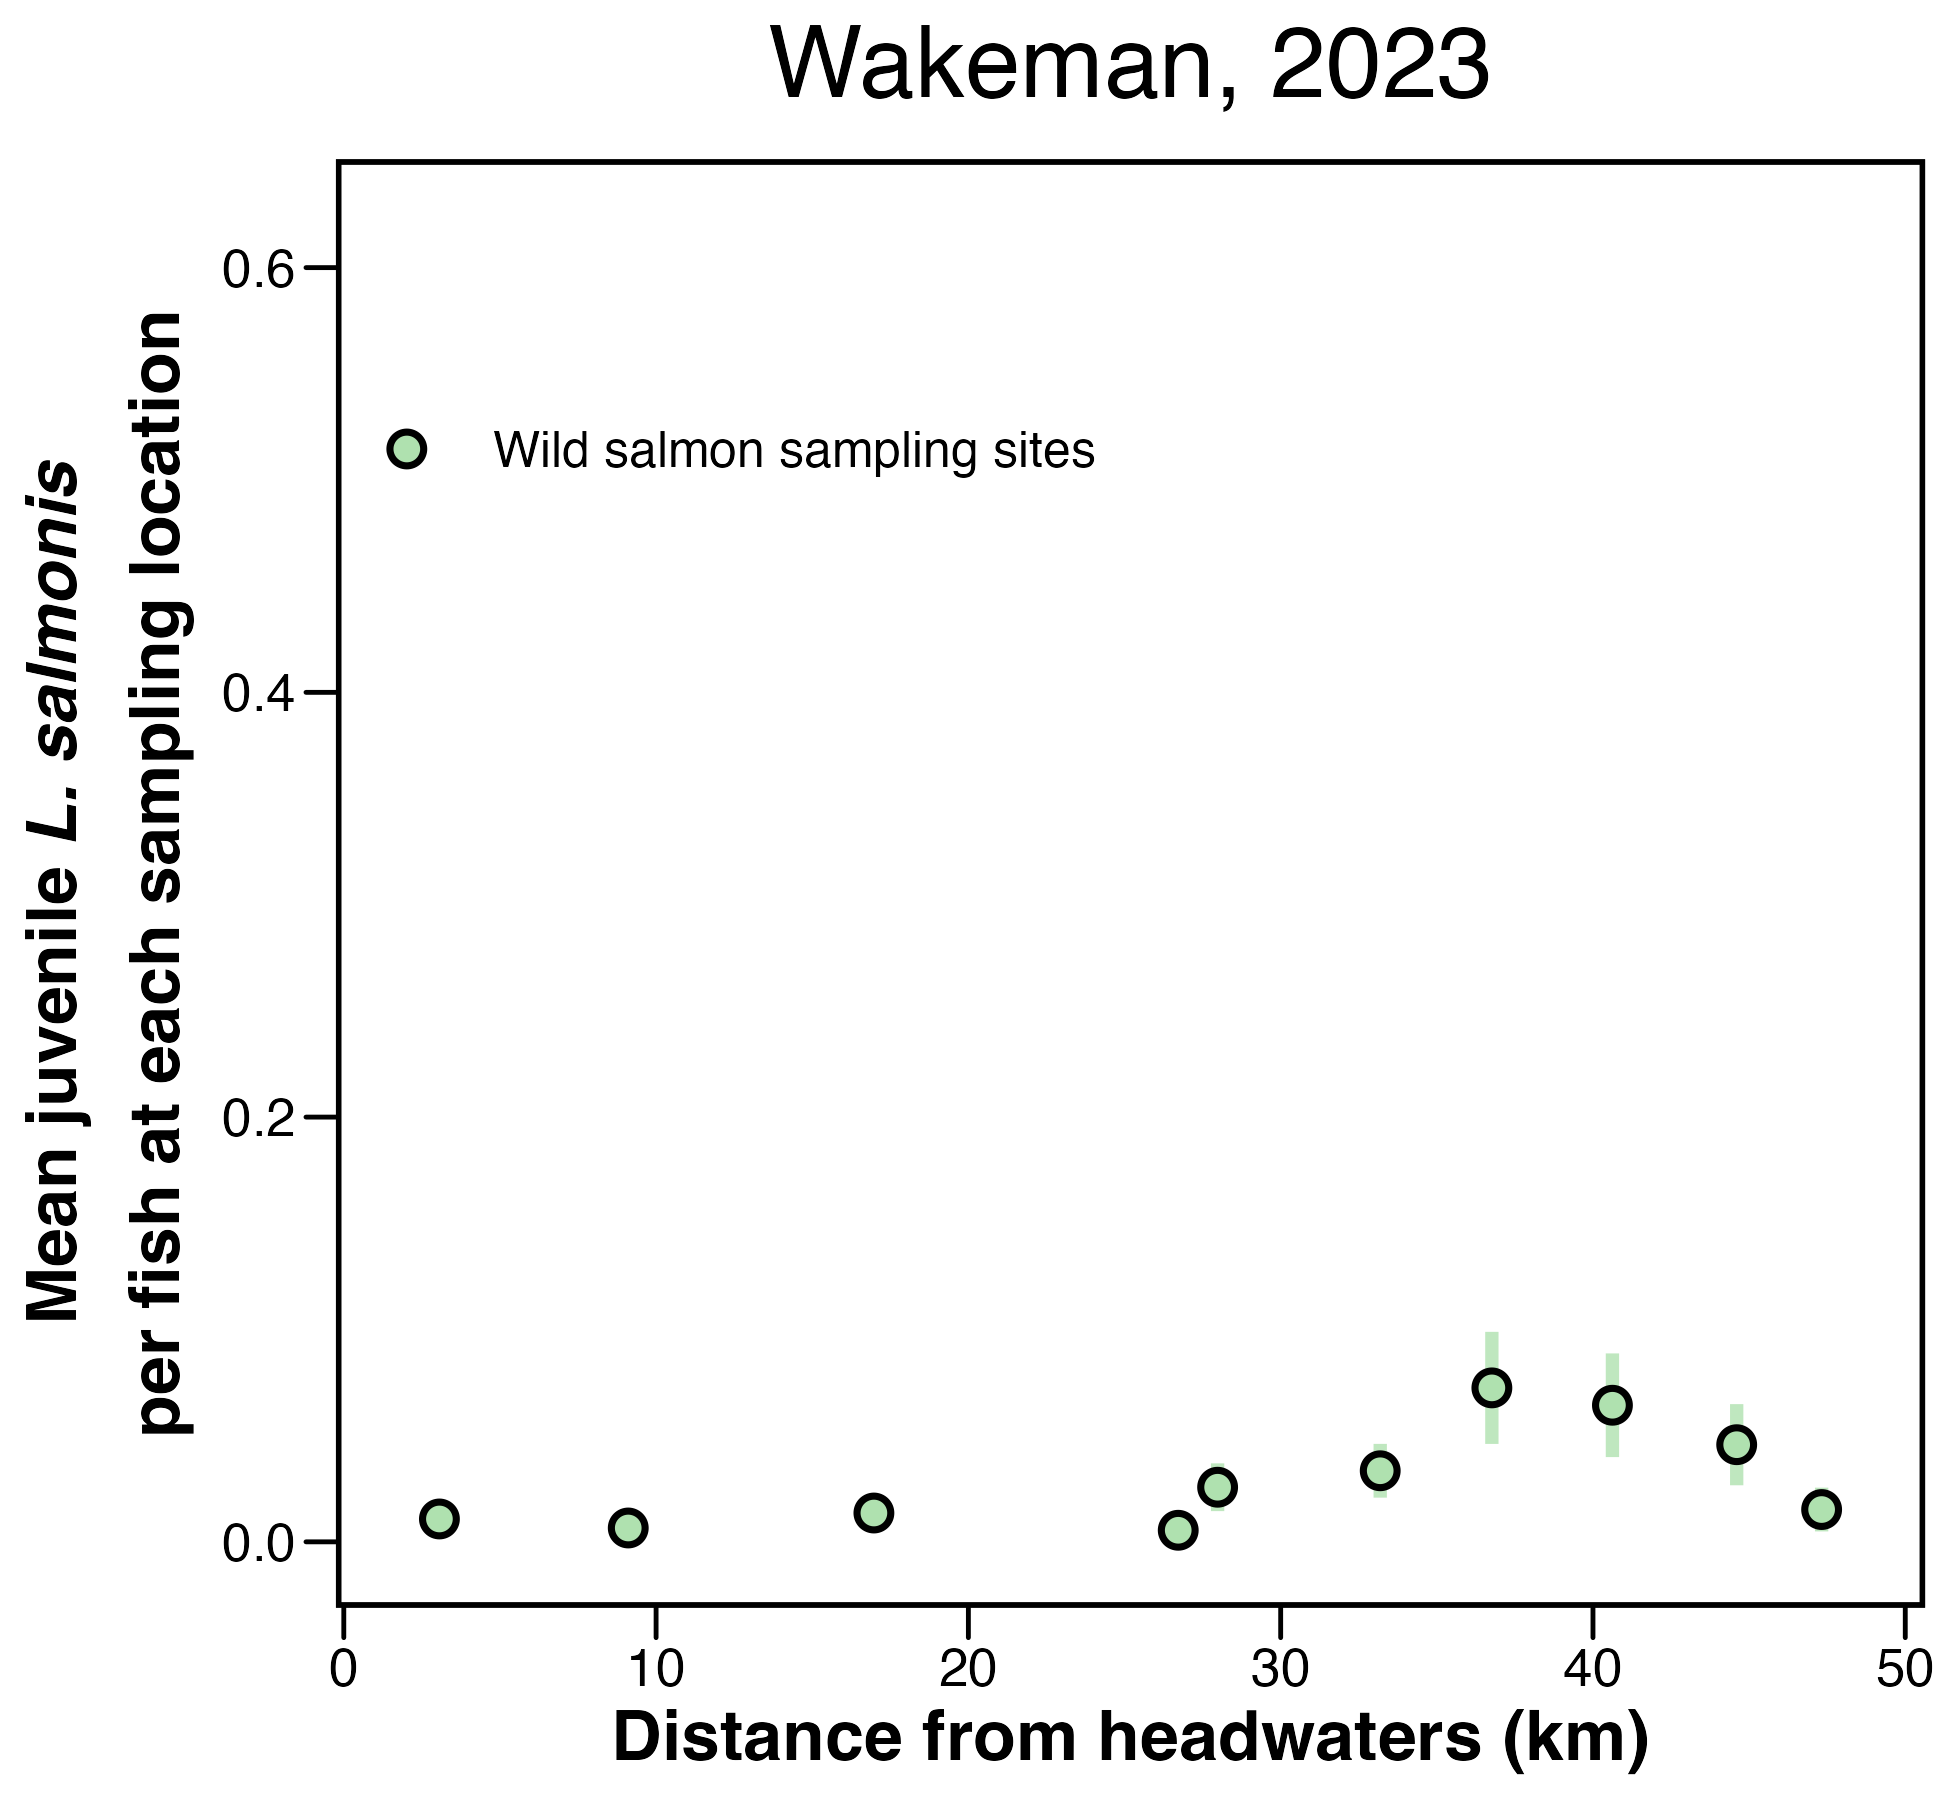 Wakeman, 2023
Mean juvenile L. salmonis
per fish at each sampling location
0.6
0.4
0.2
0.0
Wild salmon sampling sites
0 10 20 30 40 50
Distance from headwaters (km)